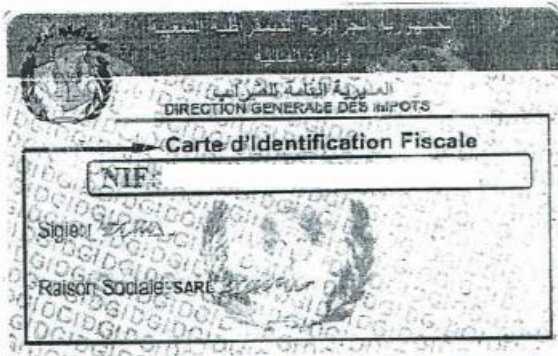 الجمهورية الجزائرية الديمقراطية الشعبية
وزارة المالية
المديرية العامة للضرائب
DIRECTION GENERALE DES IMPOTS
Carte d'Identification Fiscale
NIF:
Sigle:
Raison Sociale: SARL